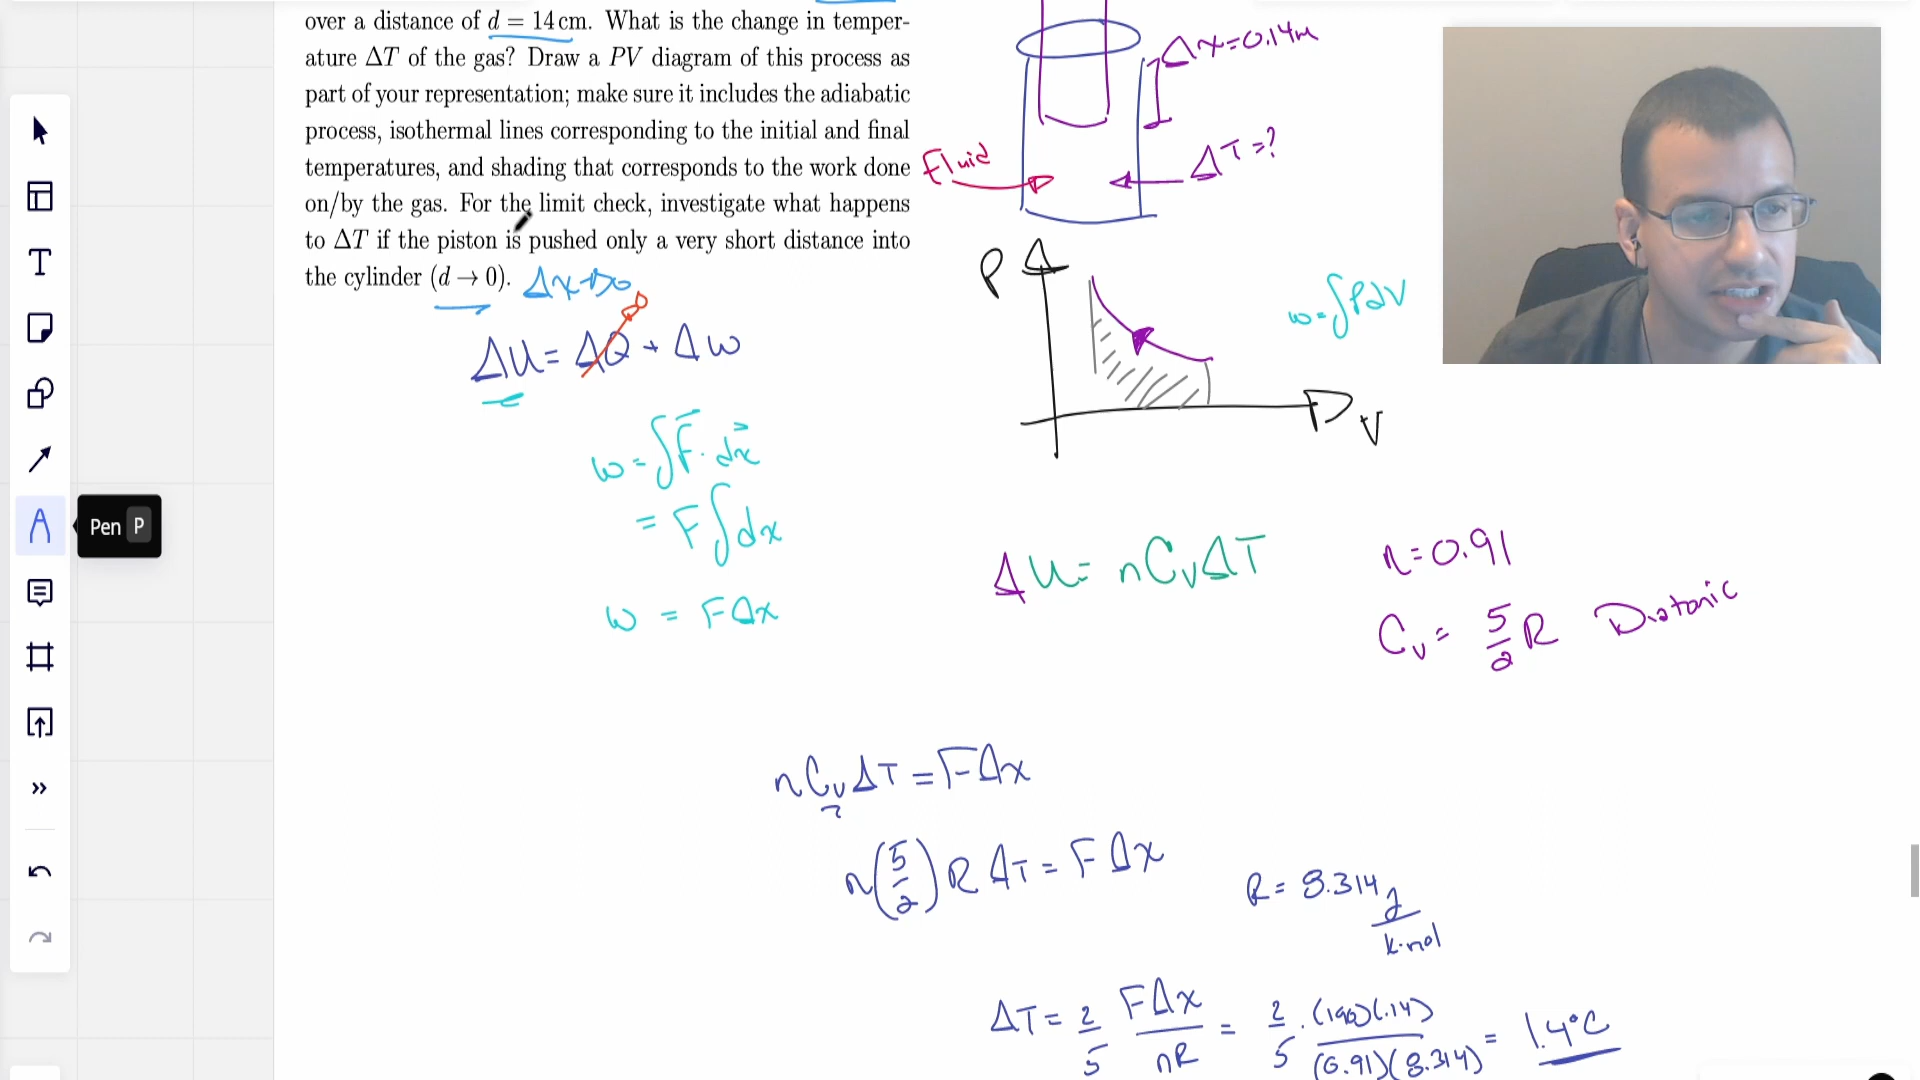 over a distance of d = 14 cm. What is the change in temper-
ature ΔT of the gas? Draw a PV diagram of this process as
part of your representation; make sure it includes the adiabatic
process, isothermal lines corresponding to the initial and final
temperatures, and shading that corresponds to the work done
on/by the gas. For the limit check, investigate what happens
to ΔT if the piston is pushed only a very short distance into
the cylinder (d → 0). Δx→0
Δx=0.14m
ΔT=?
Fluid
P
V
w=∫PdV
ΔU = ΔQ + Δw
0
w = ∫F⃗ · dx⃗
= F∫dx
w = FΔx
Pen P
ΔU = nCvΔT
n=0.91
Cv = 5/2 R Diatomic
nCvΔT = FΔx
?
n(5/2)RΔT = FΔx
R = 8.314 J/k·mol
ΔT = 2/5 FΔx/nR = 2/5 · (190)(.14)/(0.91)(8.314) = 1.4°C